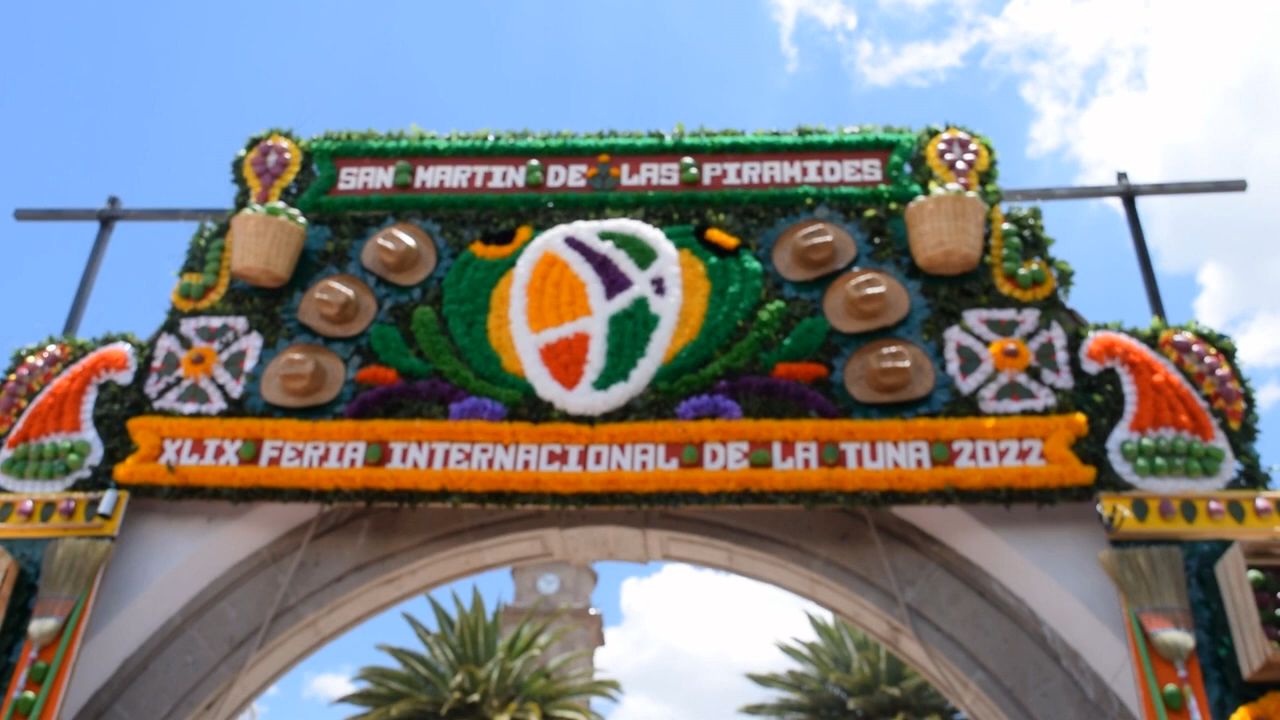 SAN MARTIN DE LAS PIRAMIDES
XLIX FERIA INTERNACIONAL DE LA TUNA 2022